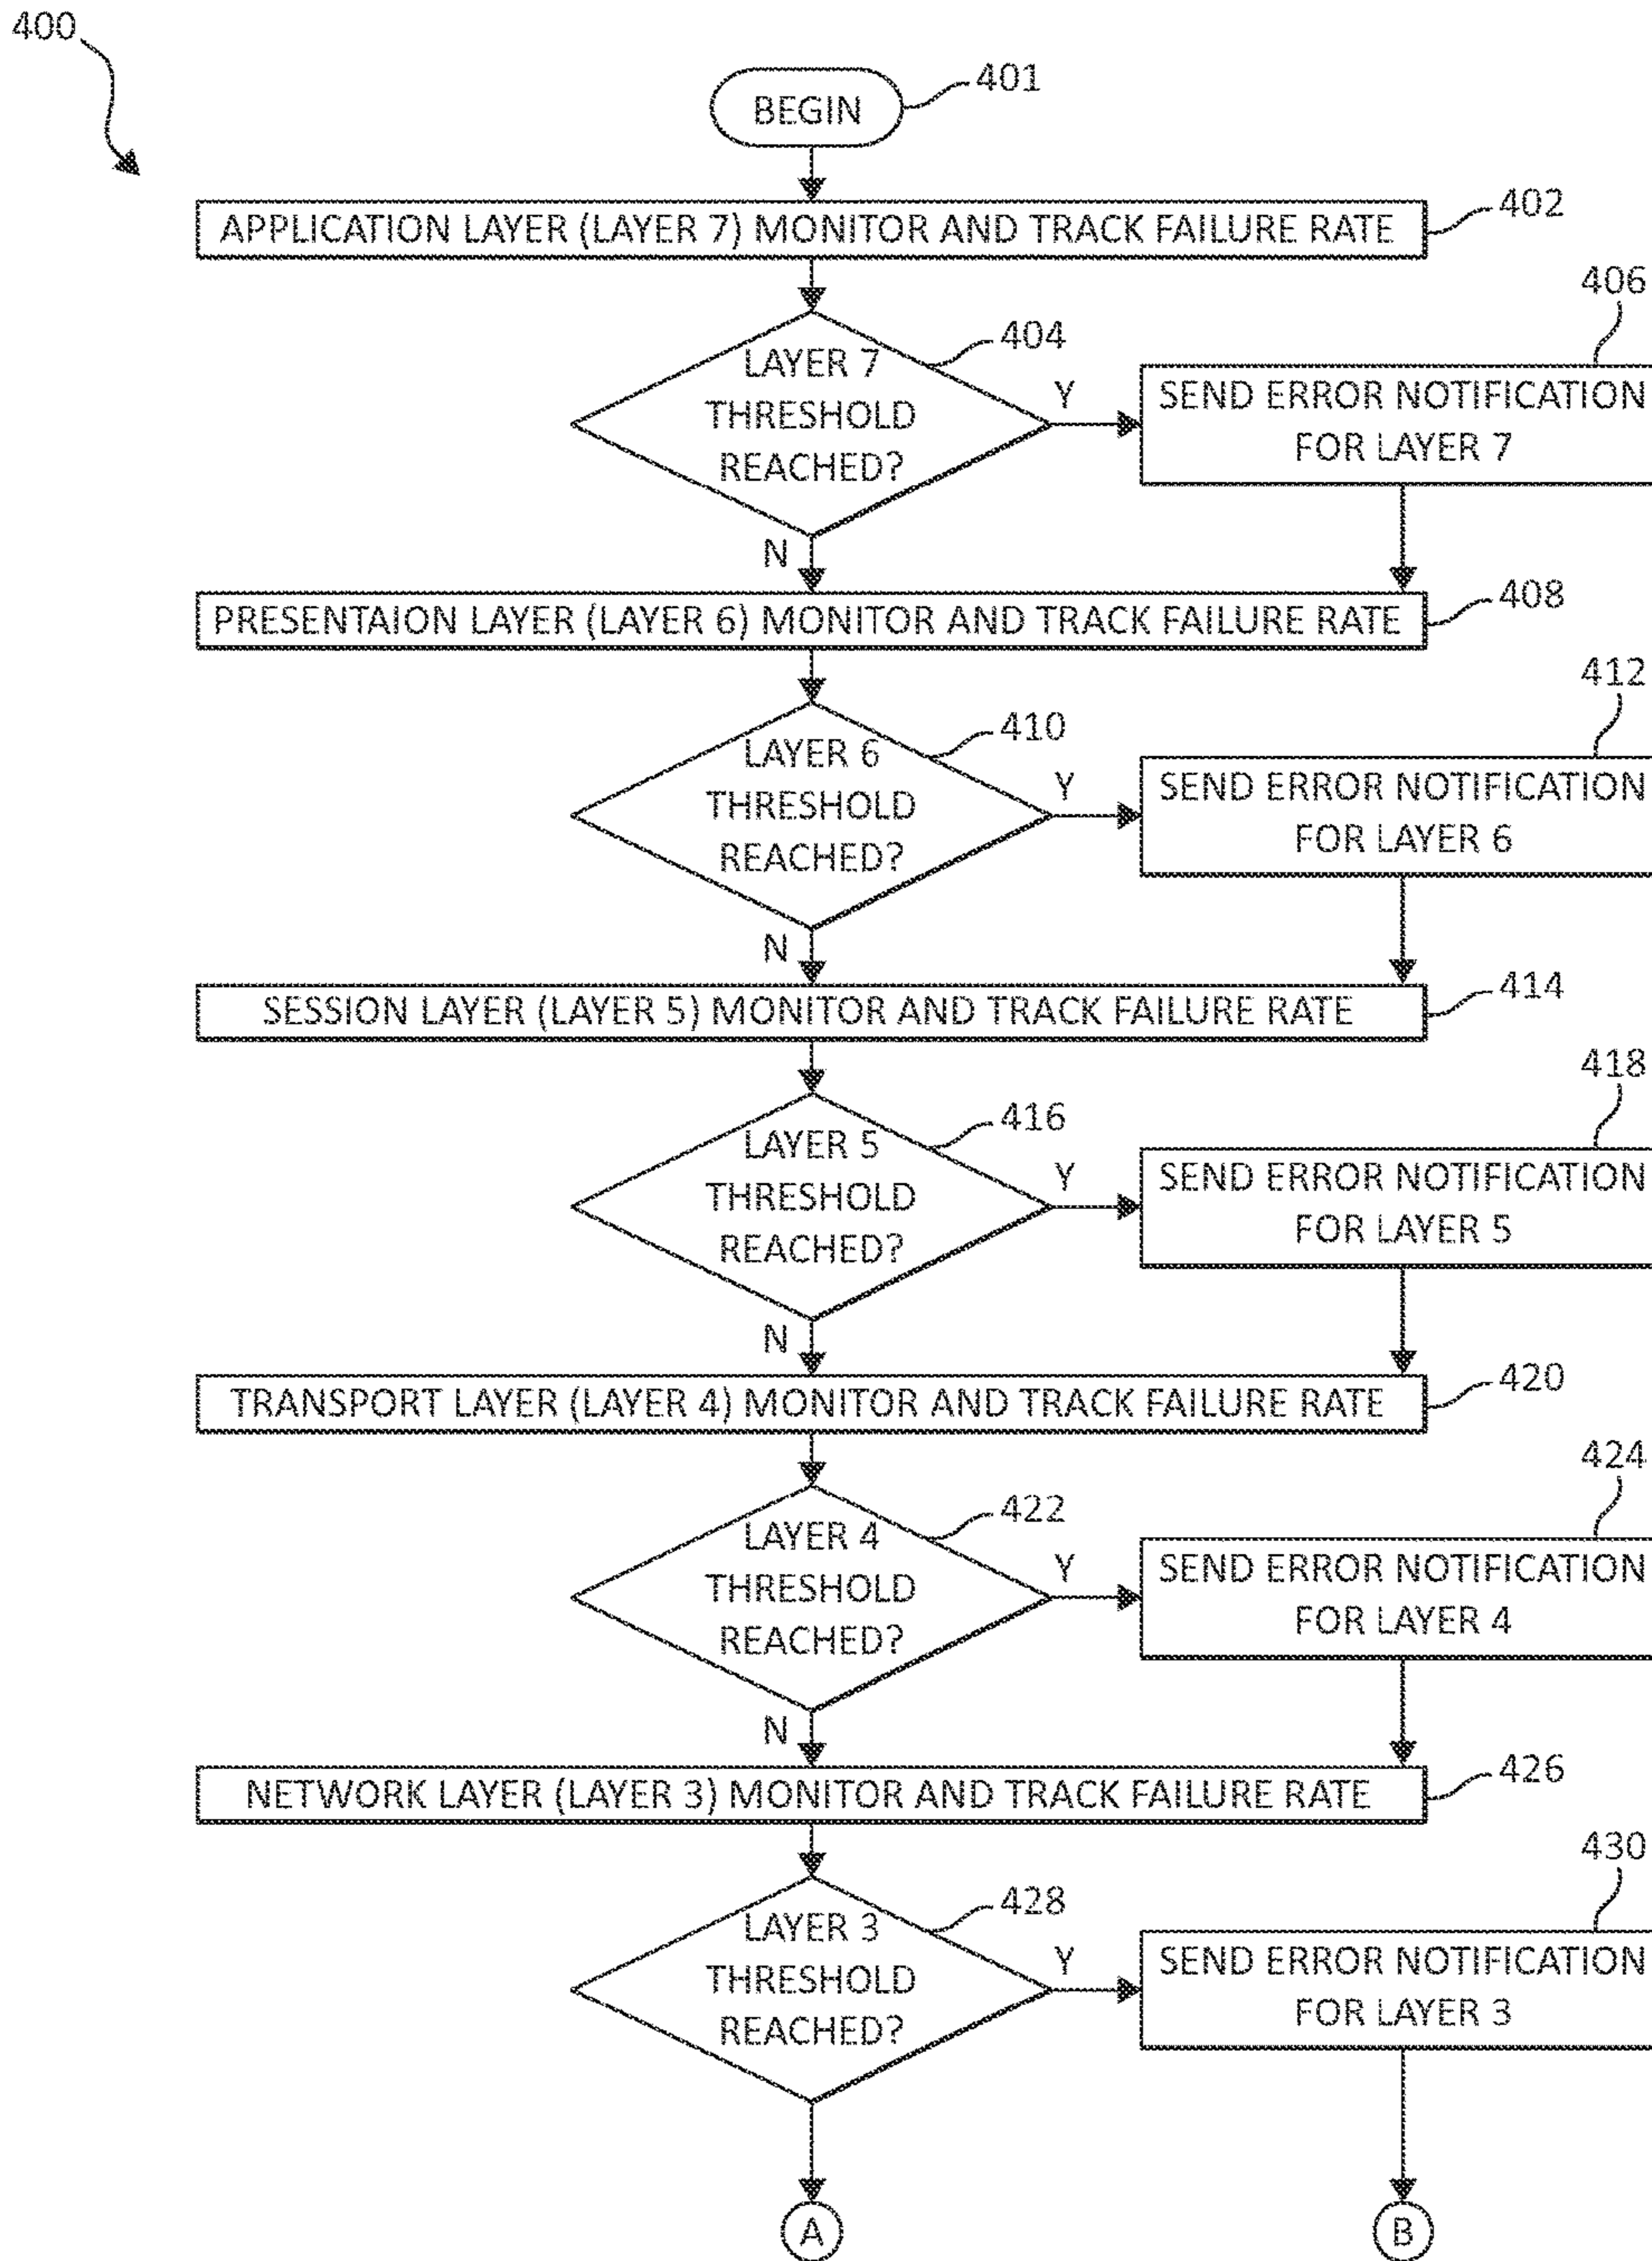 400
BEGIN
401
APPLICATION LAYER (LAYER 7) MONITOR AND TRACK FAILURE RATE
402
LAYER 7
THRESHOLD
REACHED?
404
Y
406
SEND ERROR NOTIFICATION
FOR LAYER 7
N
PRESENTAION LAYER (LAYER 6) MONITOR AND TRACK FAILURE RATE
408
LAYER 6
THRESHOLD
REACHED?
410
Y
412
SEND ERROR NOTIFICATION
FOR LAYER 6
N
SESSION LAYER (LAYER 5) MONITOR AND TRACK FAILURE RATE
414
LAYER 5
THRESHOLD
REACHED?
416
Y
418
SEND ERROR NOTIFICATION
FOR LAYER 5
N
TRANSPORT LAYER (LAYER 4) MONITOR AND TRACK FAILURE RATE
420
LAYER 4
THRESHOLD
REACHED?
422
Y
424
SEND ERROR NOTIFICATION
FOR LAYER 4
N
NETWORK LAYER (LAYER 3) MONITOR AND TRACK FAILURE RATE
426
LAYER 3
THRESHOLD
REACHED?
428
Y
430
SEND ERROR NOTIFICATION
FOR LAYER 3
A
B